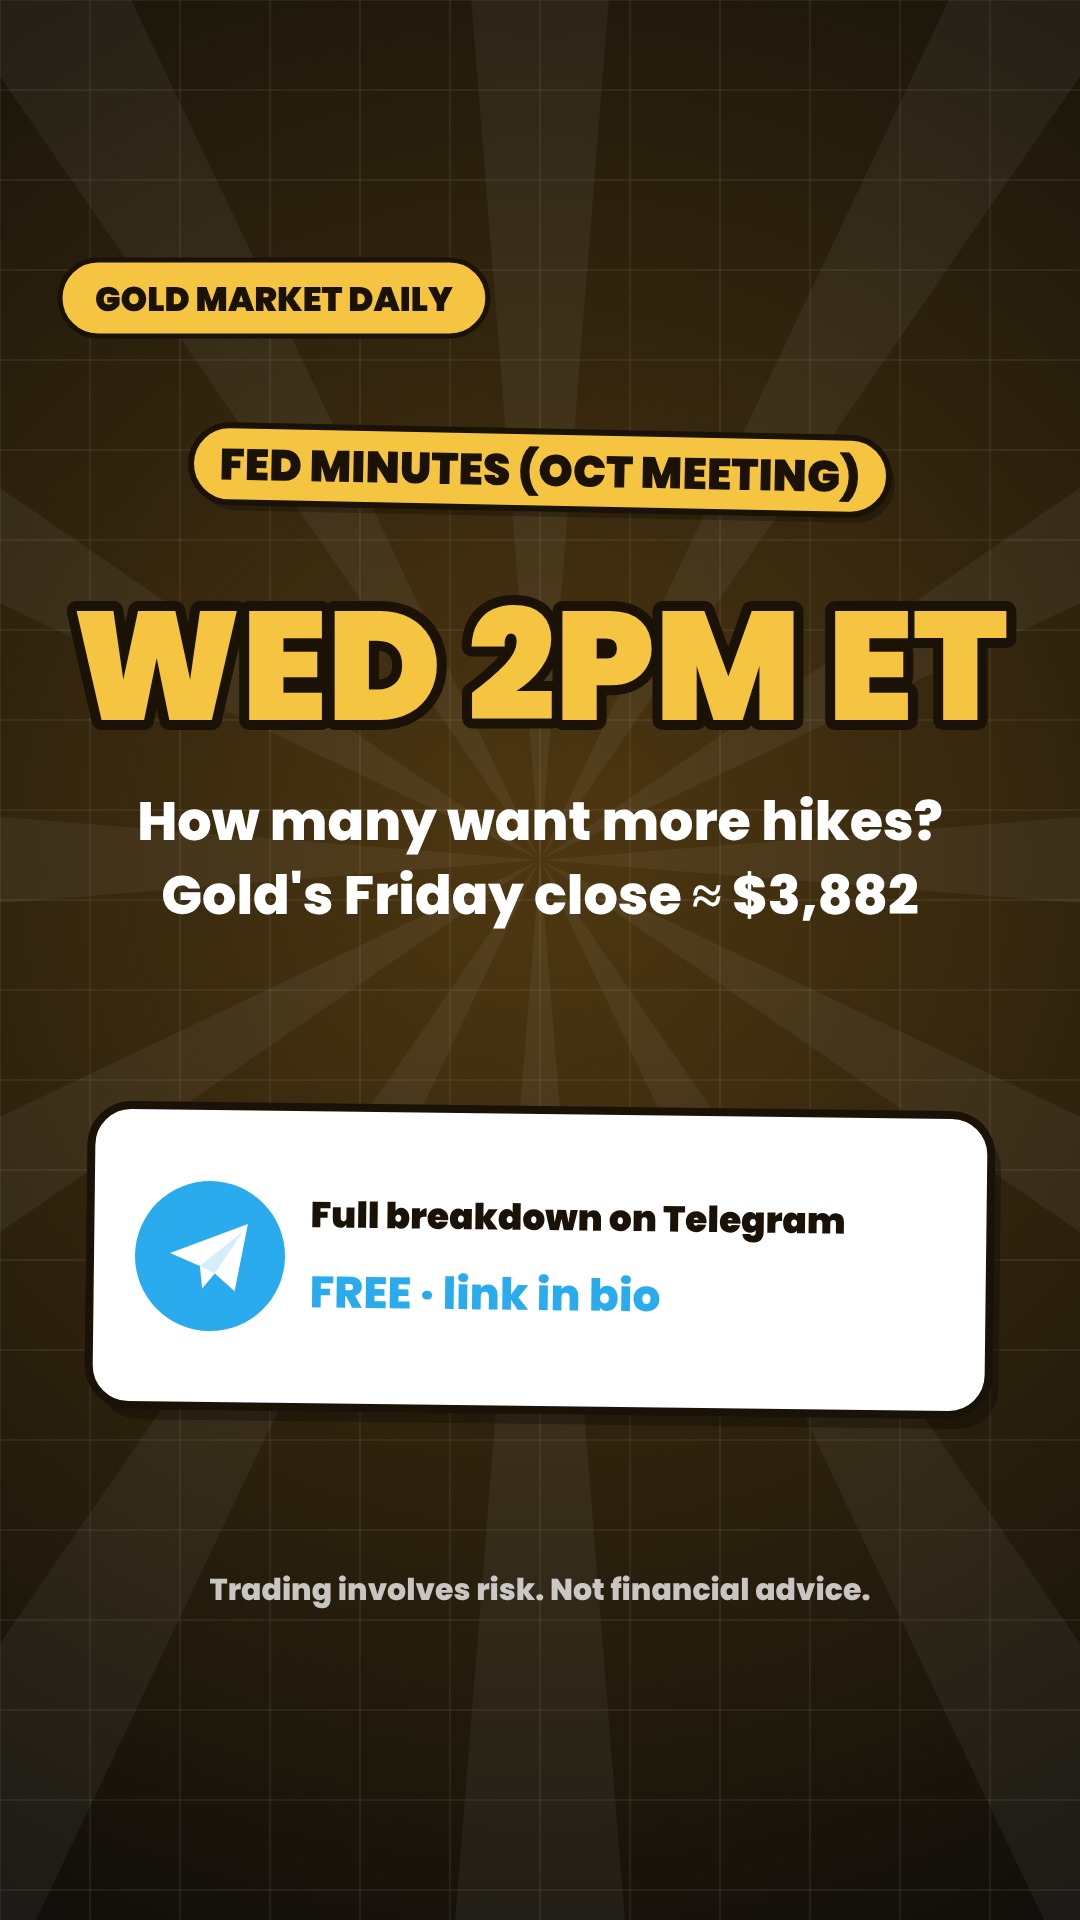 GOLD MARKET DAILY
FED MINUTES (OCT MEETING)
WED 2PM ET
How many want more hikes?
Gold's Friday close ≈ $3,882
Full breakdown on Telegram
FREE · link in bio
Trading involves risk. Not financial advice.